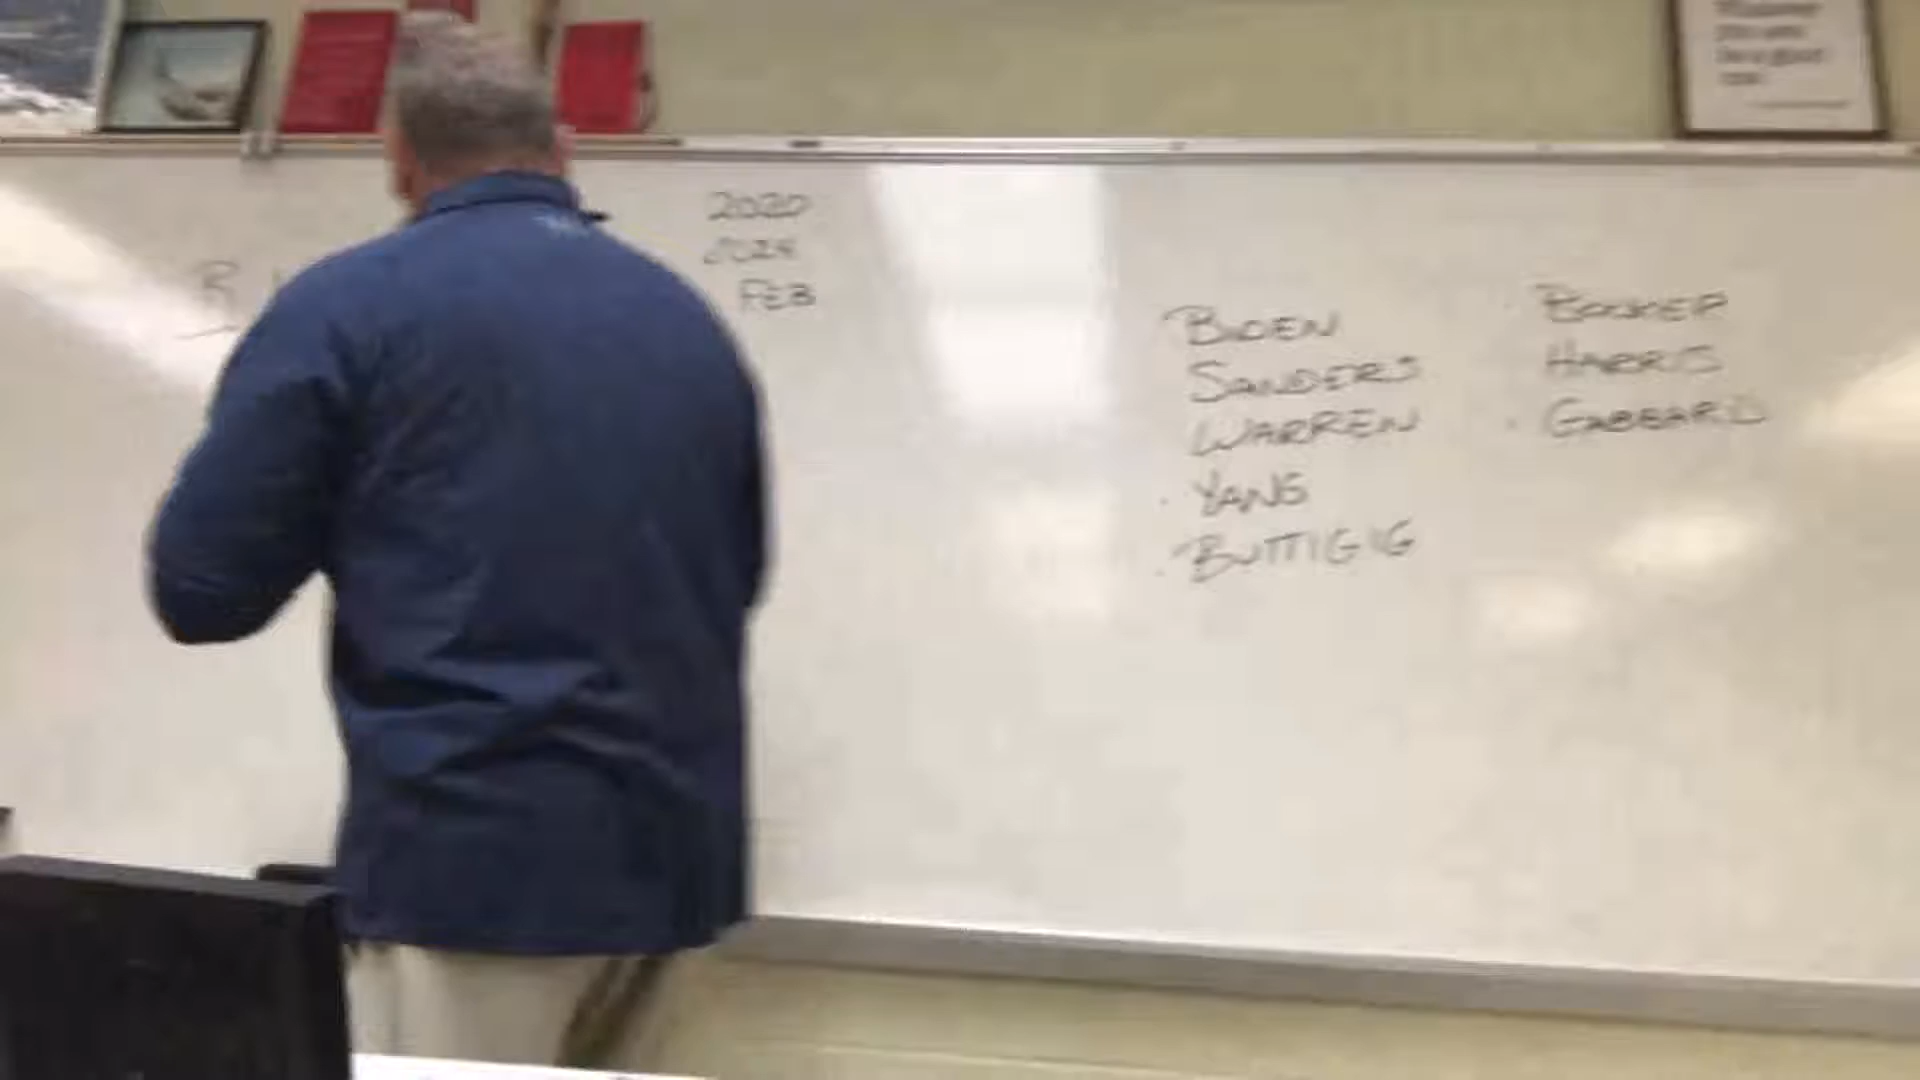 2020
2024
FEB
BIDEN
SANDERS
WARREN
YANG
BUTTIGIG
BOOKER
HARRIS
GABBARD